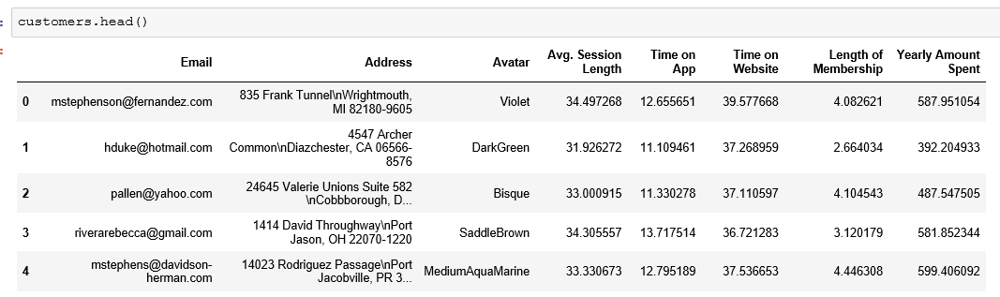 customers.head()
Email Address Avatar Avg. Session Length Time on App Time on Website Length of Membership Yearly Amount Spent
0 mstephenson@fernandez.com 835 Frank Tunnel\nWrightmouth, MI 82180-9605 Violet 34.497268 12.655651 39.577668 4.082621 587.951054
1 hduke@hotmail.com 4547 Archer Common\nDiazchester, CA 06566-8576 DarkGreen 31.926272 11.109461 37.268959 2.664034 392.204933
2 pallen@yahoo.com 24645 Valerie Unions Suite 582 \nCobbborough, D... Bisque 33.000915 11.330278 37.110597 4.104543 487.547505
3 riverarebecca@gmail.com 1414 David Throughway\nPort Jason, OH 22070-1220 SaddleBrown 34.305557 13.717514 36.721283 3.120179 581.852344
4 mstephens@davidson-herman.com 14023 Rodriguez Passage\nPort Jacobville, PR 3... MediumAquaMarine 33.330673 12.795189 37.536653 4.446308 599.406092